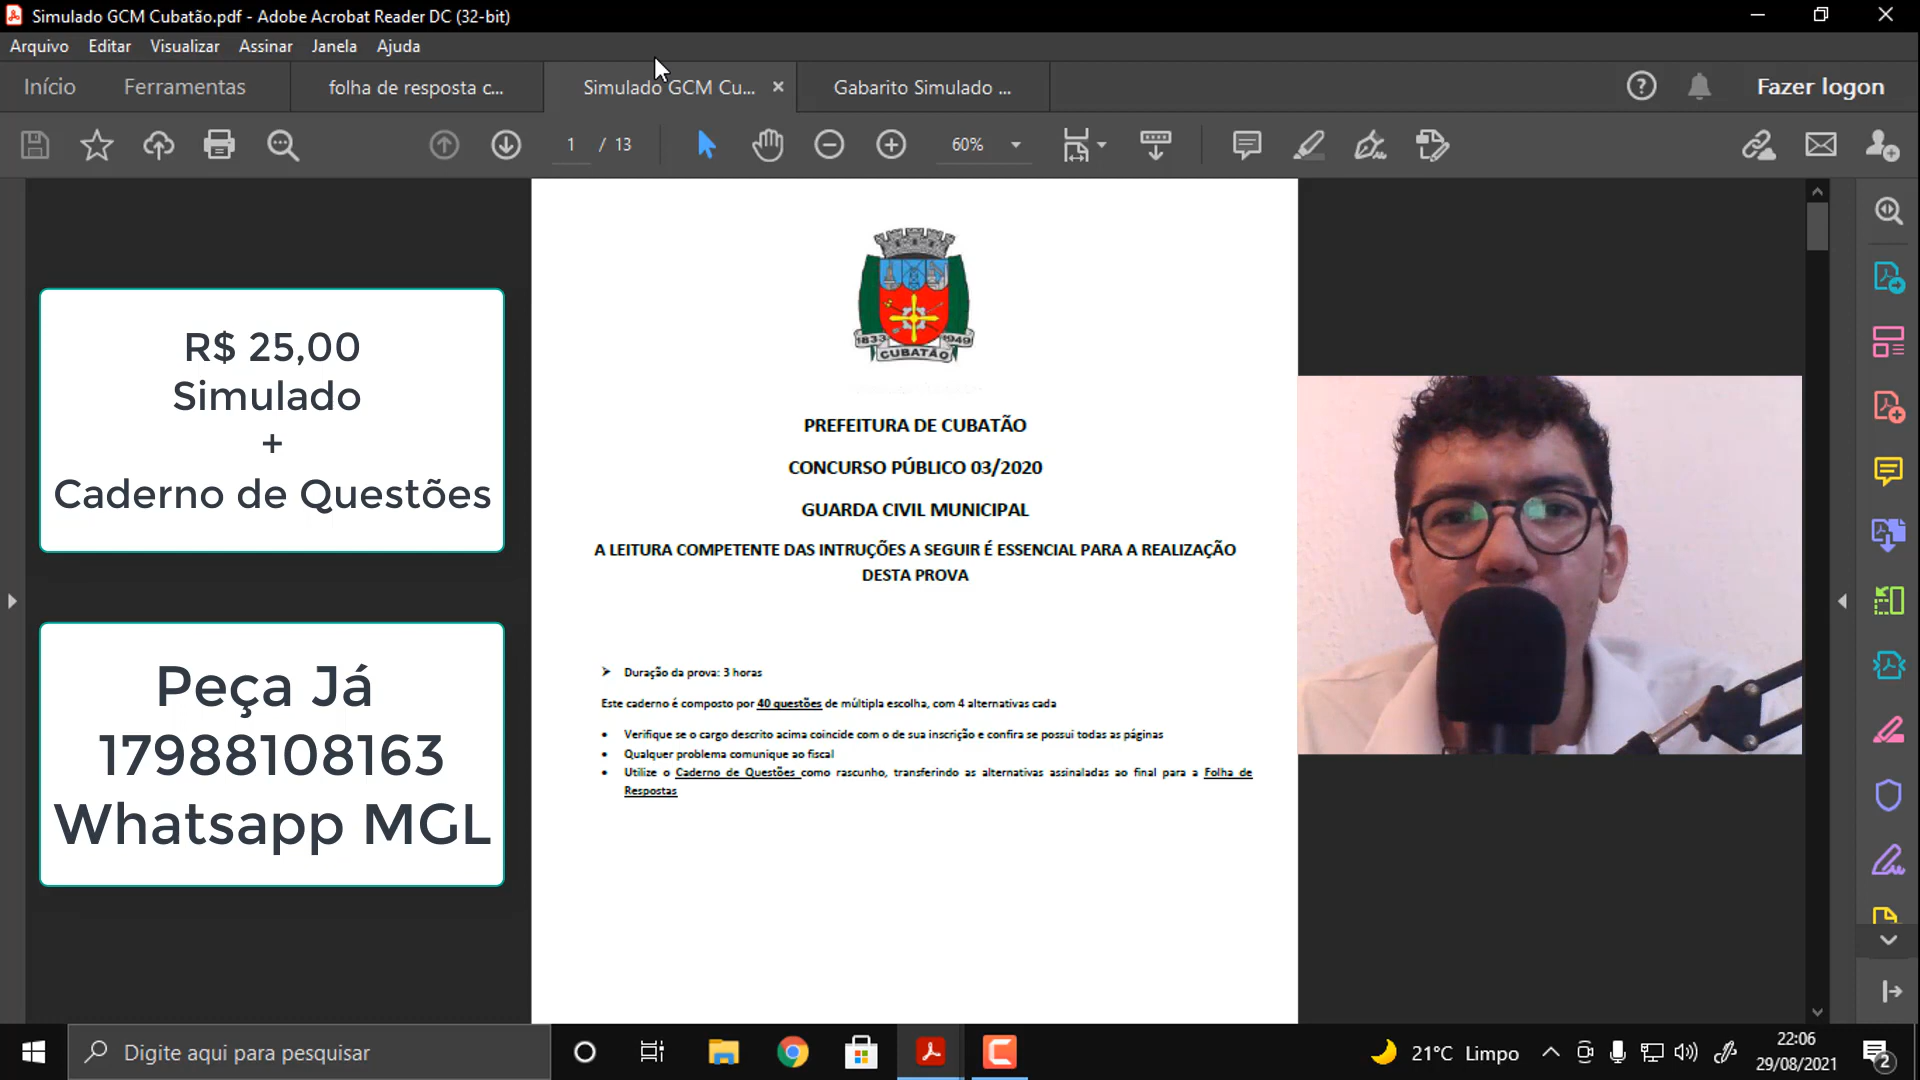 Simulado GCM Cubatão.pdf - Adobe Acrobat Reader DC (32-bit)
Arquivo Editar Visualizar Assinar Janela Ajuda
Início Ferramentas folha de resposta c... Simulado GCM Cu... Gabarito Simulado ... Fazer logon
1 / 13 60%
R$ 25,00
Simulado
+
Caderno de Questões
Peça Já
17988108163
Whatsapp MGL
1833 1949
CUBATÃO
PREFEITURA DE CUBATÃO
CONCURSO PÚBLICO 03/2020
GUARDA CIVIL MUNICIPAL
A LEITURA COMPETENTE DAS INTRUÇÕES A SEGUIR É ESSENCIAL PARA A REALIZAÇÃO
DESTA PROVA
➤ Duração da prova: 3 horas
Este caderno é composto por 40 questões de múltipla escolha, com 4 alternativas cada
• Verifique se o cargo descrito acima coincide com o de sua inscrição e confira se possui todas as páginas
• Qualquer problema comunique ao fiscal
• Utilize o Caderno de Questões como rascunho, transferindo as alternativas assinaladas ao final para a Folha de
Respostas
Digite aqui para pesquisar
21°C Limpo
22:06
29/08/2021
2